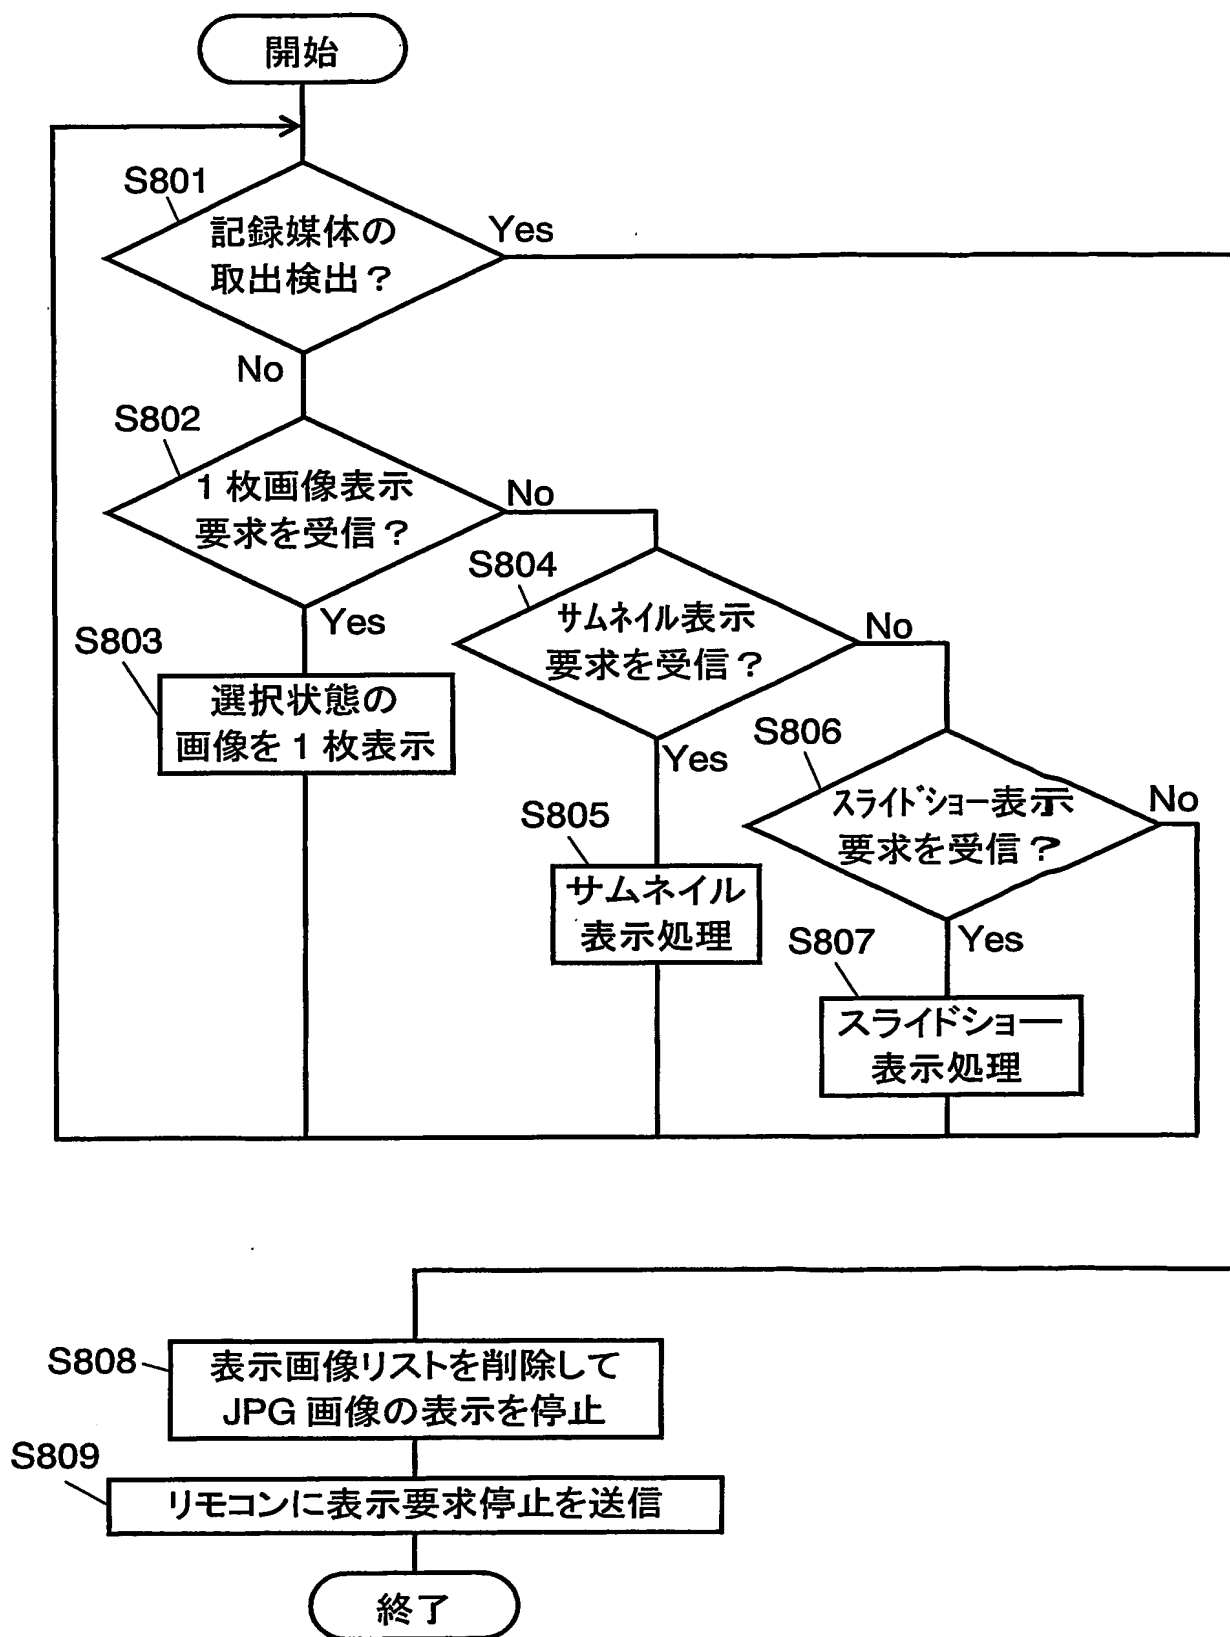 開始
S801
記録媒体の
取出検出？
Yes
No
S802
1枚画像表示
要求を受信？
No
Yes
S803
選択状態の
画像を1枚表示
S804
サムネイル表示
要求を受信？
No
Yes
S805
サムネイル
表示処理
S806
スライドショー表示
要求を受信？
No
Yes
S807
スライドショー
表示処理
S808
表示画像リストを削除して
JPG 画像の表示を停止
S809
リモコンに表示要求停止を送信
終了